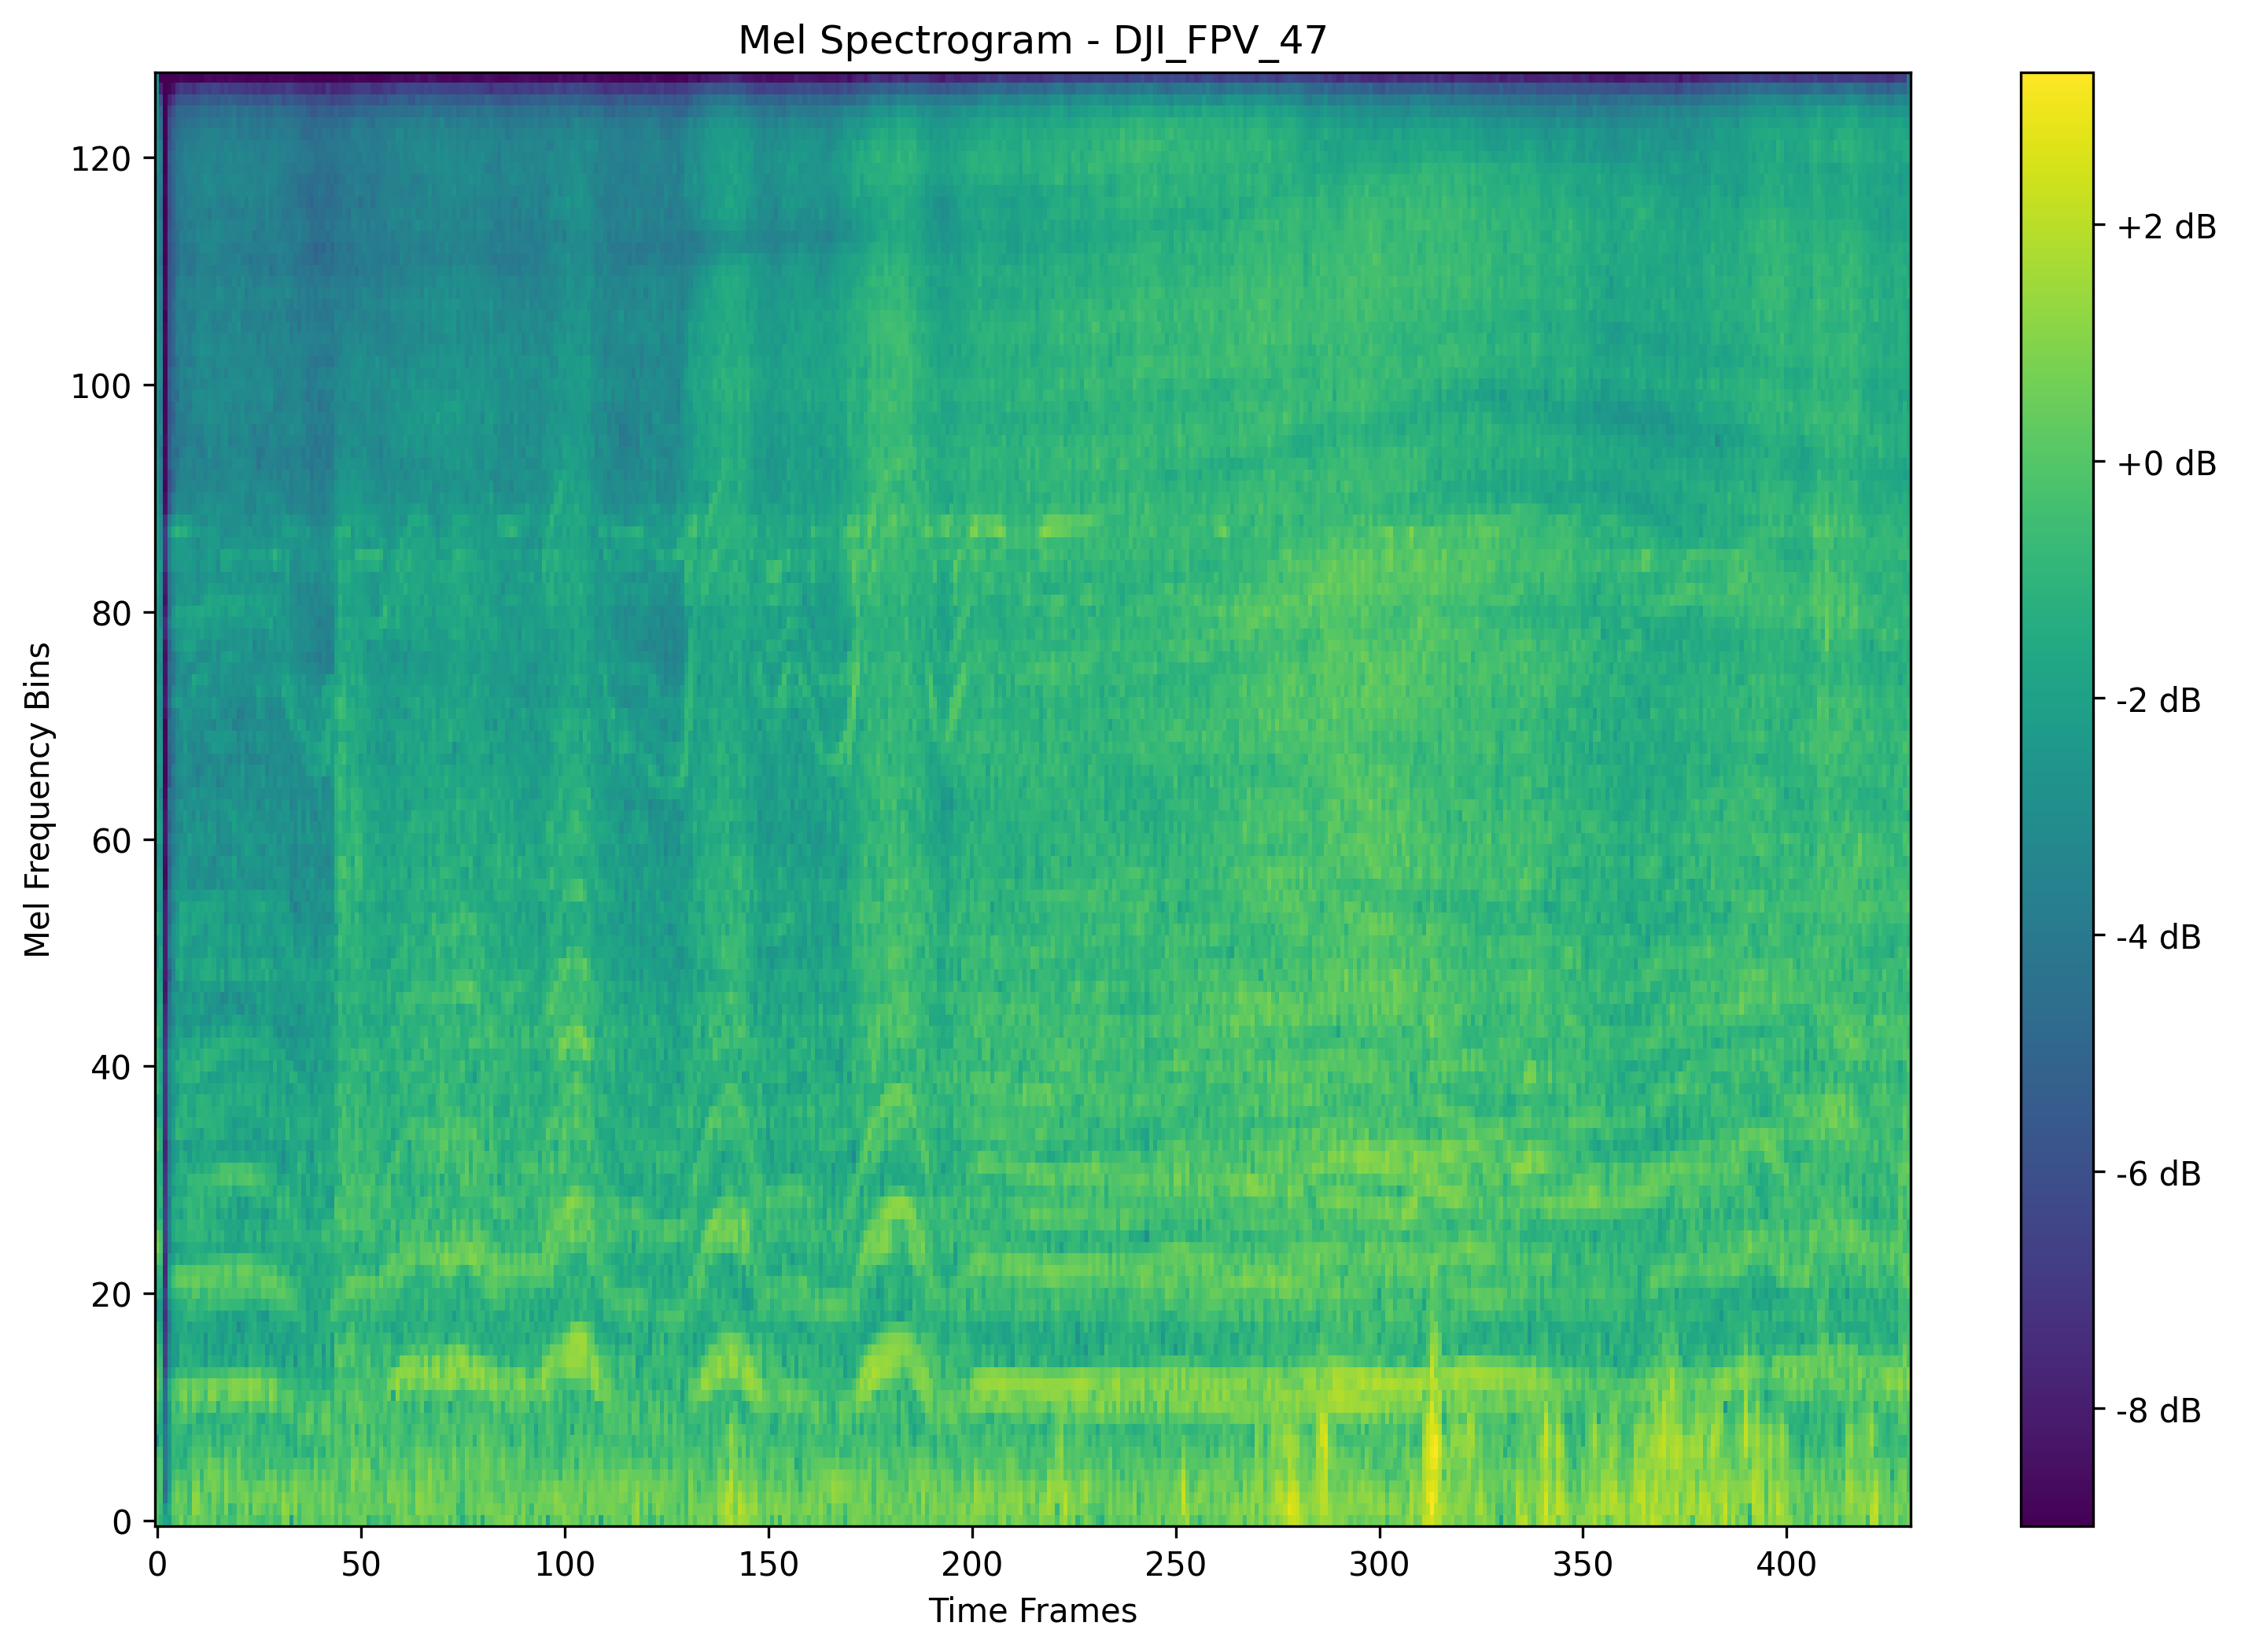 Mel Spectrogram - DJI_FPV_47
120
100
80
60
40
20
0
Mel Frequency Bins
0 50 100 150 200 250 300 350 400
Time Frames
+2 dB
+0 dB
-2 dB
-4 dB
-6 dB
-8 dB